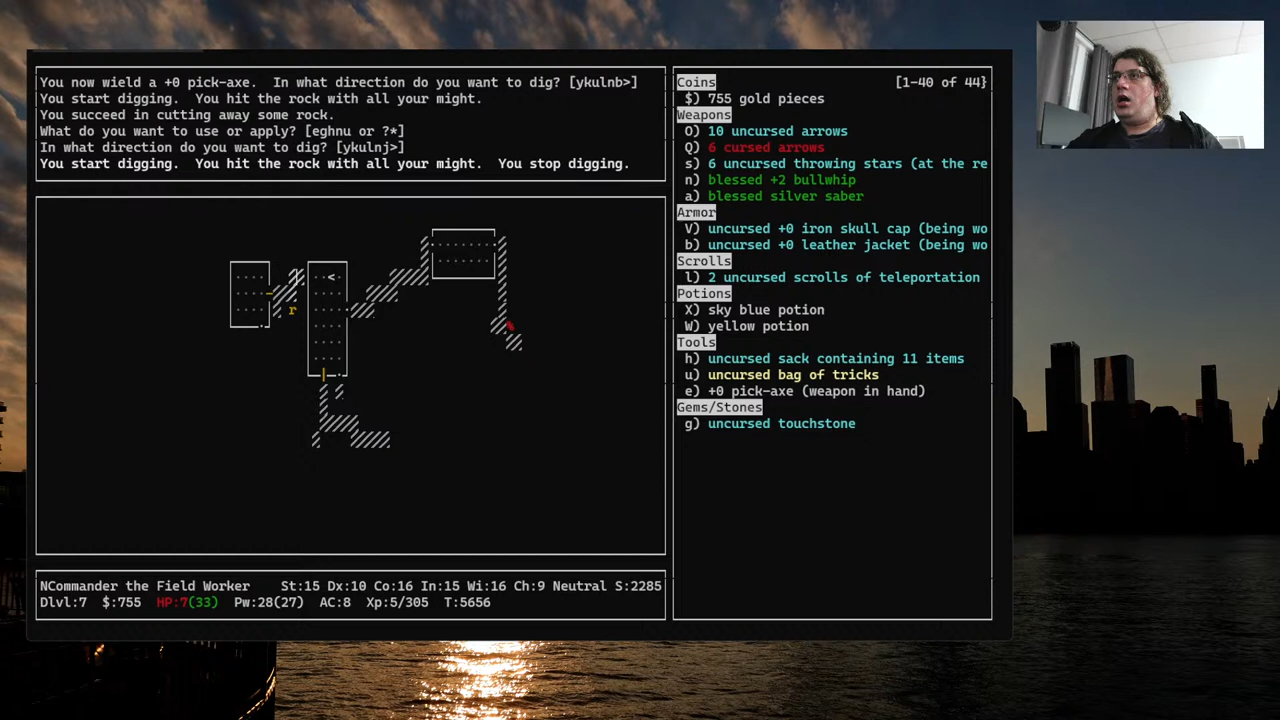 You now wield a +0 pick-axe.  In what direction do you want to dig? [ykulnb>]
You start digging.  You hit the rock with all your might.
You succeed in cutting away some rock.
What do you want to use or apply? [eghnu or ?*]
In what direction do you want to dig? [ykulnj>]
You start digging.  You hit the rock with all your might.  You stop digging.
<
r
NCommander the Field Worker    St:15 Dx:10 Co:16 In:15 Wi:16 Ch:9 Neutral S:2285
Dlvl:7  $:755  HP:7(33)  Pw:28(27)  AC:8  Xp:5/305  T:5656
Coins [1-40 of 44}
$) 755 gold pieces
Weapons
O) 10 uncursed arrows
Q) 6 cursed arrows
s) 6 uncursed throwing stars (at the re
n) blessed +2 bullwhip
a) blessed silver saber
Armor
V) uncursed +0 iron skull cap (being wo
b) uncursed +0 leather jacket (being wo
Scrolls
l) 2 uncursed scrolls of teleportation
Potions
X) sky blue potion
W) yellow potion
Tools
h) uncursed sack containing 11 items
u) uncursed bag of tricks
e) +0 pick-axe (weapon in hand)
Gems/Stones
g) uncursed touchstone